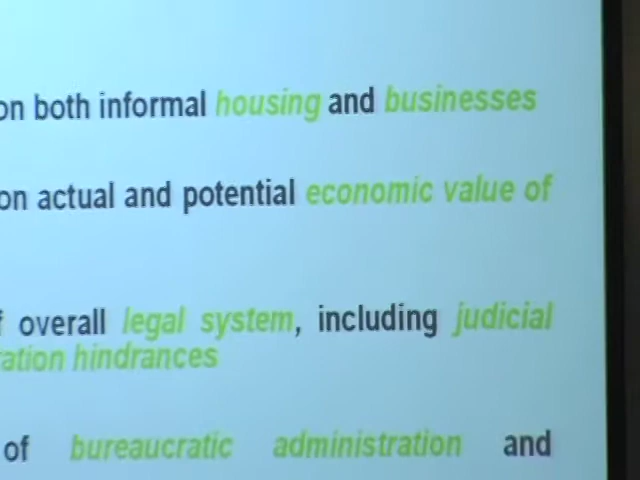 on both informal housing and businesses
on actual and potential economic value of
overall legal system, including judicial
ation hindrances
of bureaucratic administration and